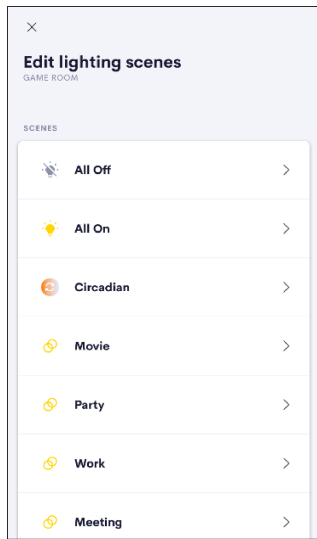 Edit lighting scenes
GAME ROOM
SCENES
All Off
All On
Circadian
Movie
Party
Work
Meeting